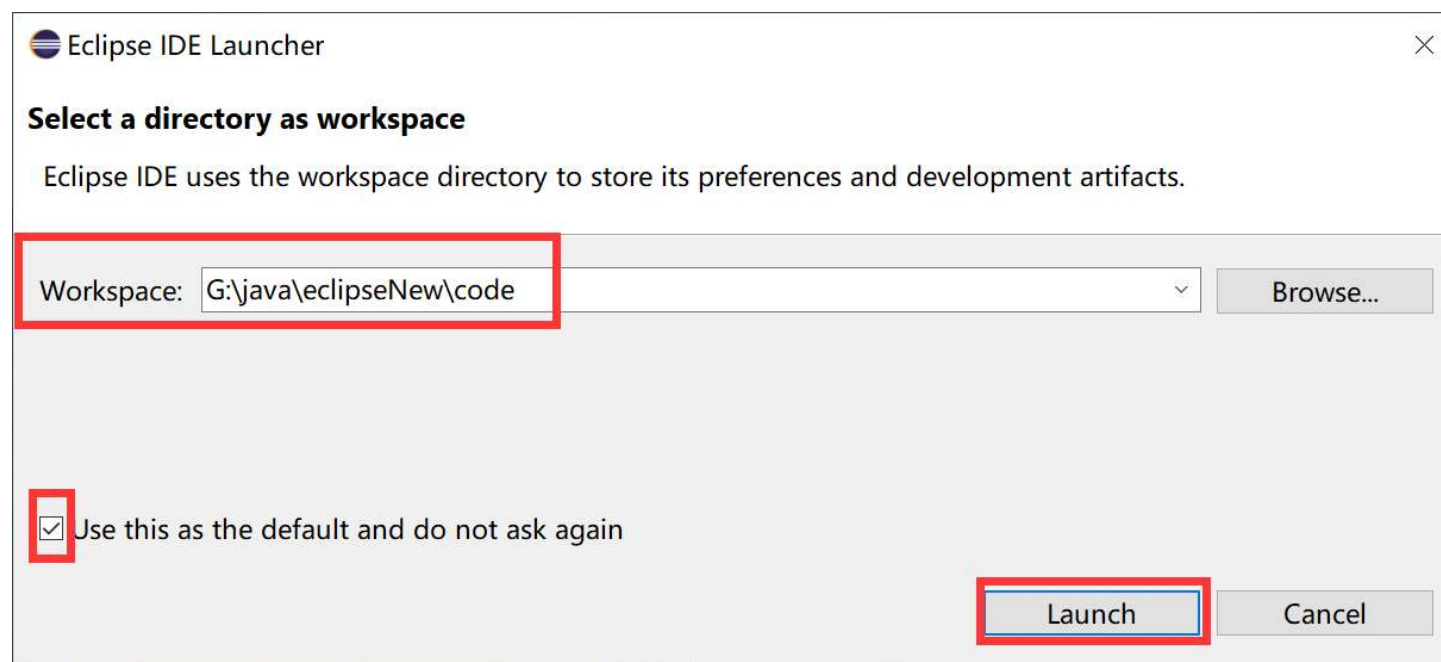 Eclipse IDE Launcher
Select a directory as workspace
Eclipse IDE uses the workspace directory to store its preferences and development artifacts.
Workspace: G:\java\eclipseNew\code Browse...
Use this as the default and do not ask again
Launch Cancel